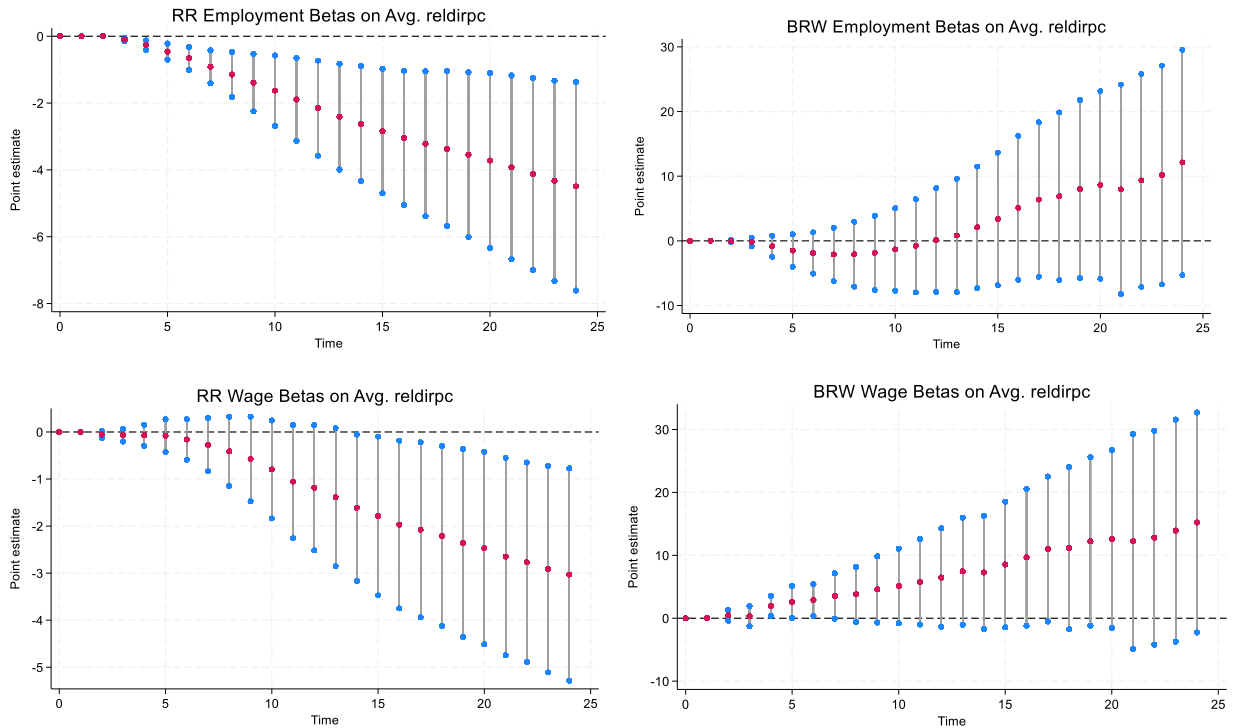 RR Employment Betas on Avg. reldirpc
Point estimate
0
-2
-4
-6
-8
0 5 10 15 20 25
Time
BRW Employment Betas on Avg. reldirpc
Point estimate
30
20
10
0
-10
0 5 10 15 20 25
Time
RR Wage Betas on Avg. reldirpc
Point estimate
0
-1
-2
-3
-4
-5
0 5 10 15 20 25
Time
BRW Wage Betas on Avg. reldirpc
Point estimate
30
20
10
0
-10
0 5 10 15 20 25
Time